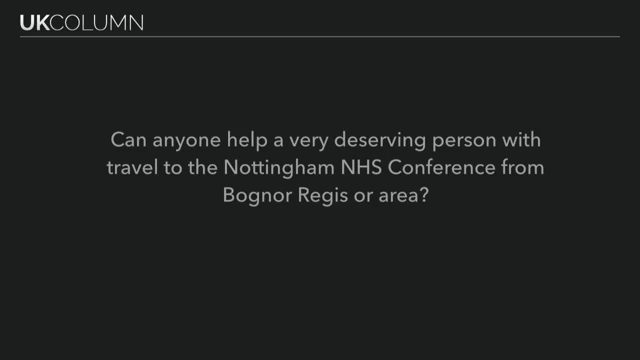 UKCOLUMN
Can anyone help a very deserving person with
travel to the Nottingham NHS Conference from
Bognor Regis or area?